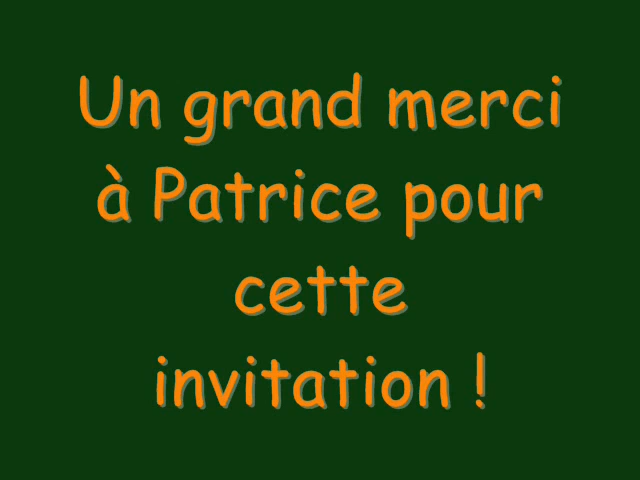 Un grand merci
à Patrice pour
cette
invitation !